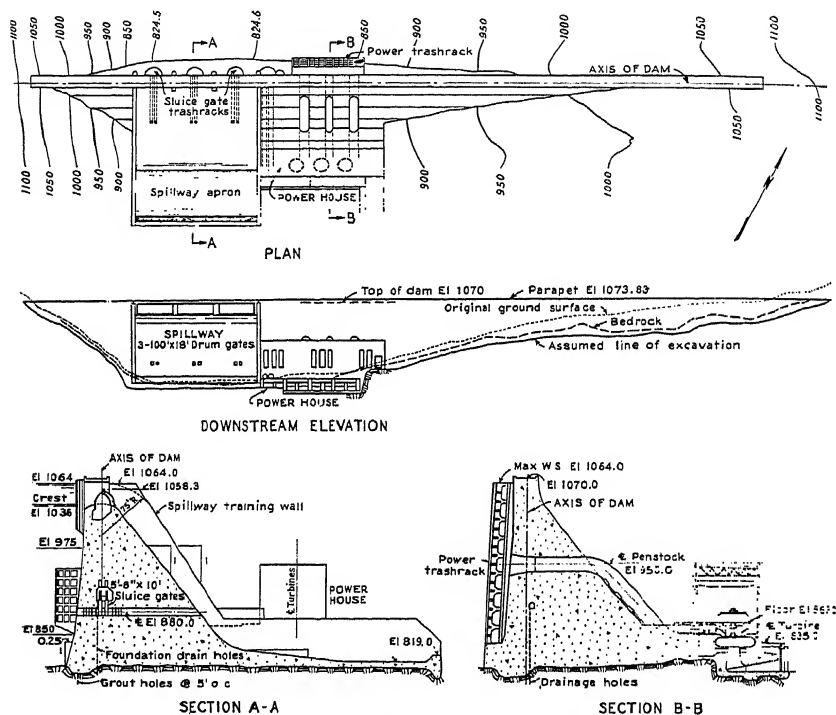 1100
1050
1000
950
900
850
824.5
A
824.6
B
860
Power trashrack
900
950
1000
1050
1100
AXIS OF DAM
Sluice gate
trashracks
1050
1100
1100
1050
1000
950
900
Spillway apron
POWER HOUSE
900
950
1000
A
B
PLAN
Top of dam El 1070
Parapet El 1073.83
Original ground surface
Bedrock
Assumed line of excavation
SPILLWAY
3-100'x18' Drum gates
POWER HOUSE
DOWNSTREAM ELEVATION
AXIS OF DAM
El 1064.0
El 1064
El 1058.3
75' R
Spillway training wall
Crest
El 1036
El 975
5'-8" x 10'
Sluice gates
℄ Turbines
POWER
HOUSE
℄ El 880.0
El 850
0.25
El 819.0
Foundation drain holes
Grout holes @ 5' o c
SECTION A-A
Max W S El 1064.0
El 1070.0
AXIS OF DAM
Power
trashrack
℄ Penstock
℄ Turbine
Drainage holes
SECTION B-B